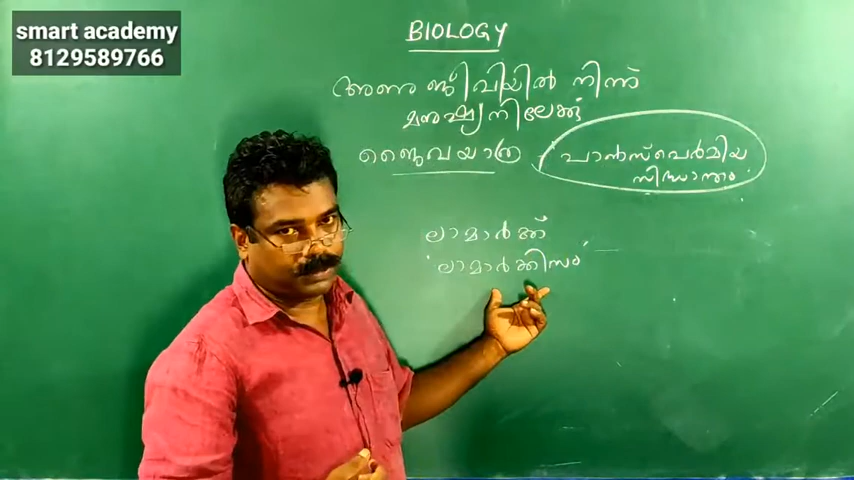 smart academy
8129589766
BIOLOGY
അണുജീവിയിൽ നിന്ന്
മനുഷ്യനിലേക്കു
ജൈവയാത്ര
പാൻസ്പെർമിയ
സിദ്ധാന്തം
ലാമാർക്ക്
'ലാമാർക്കിസം'